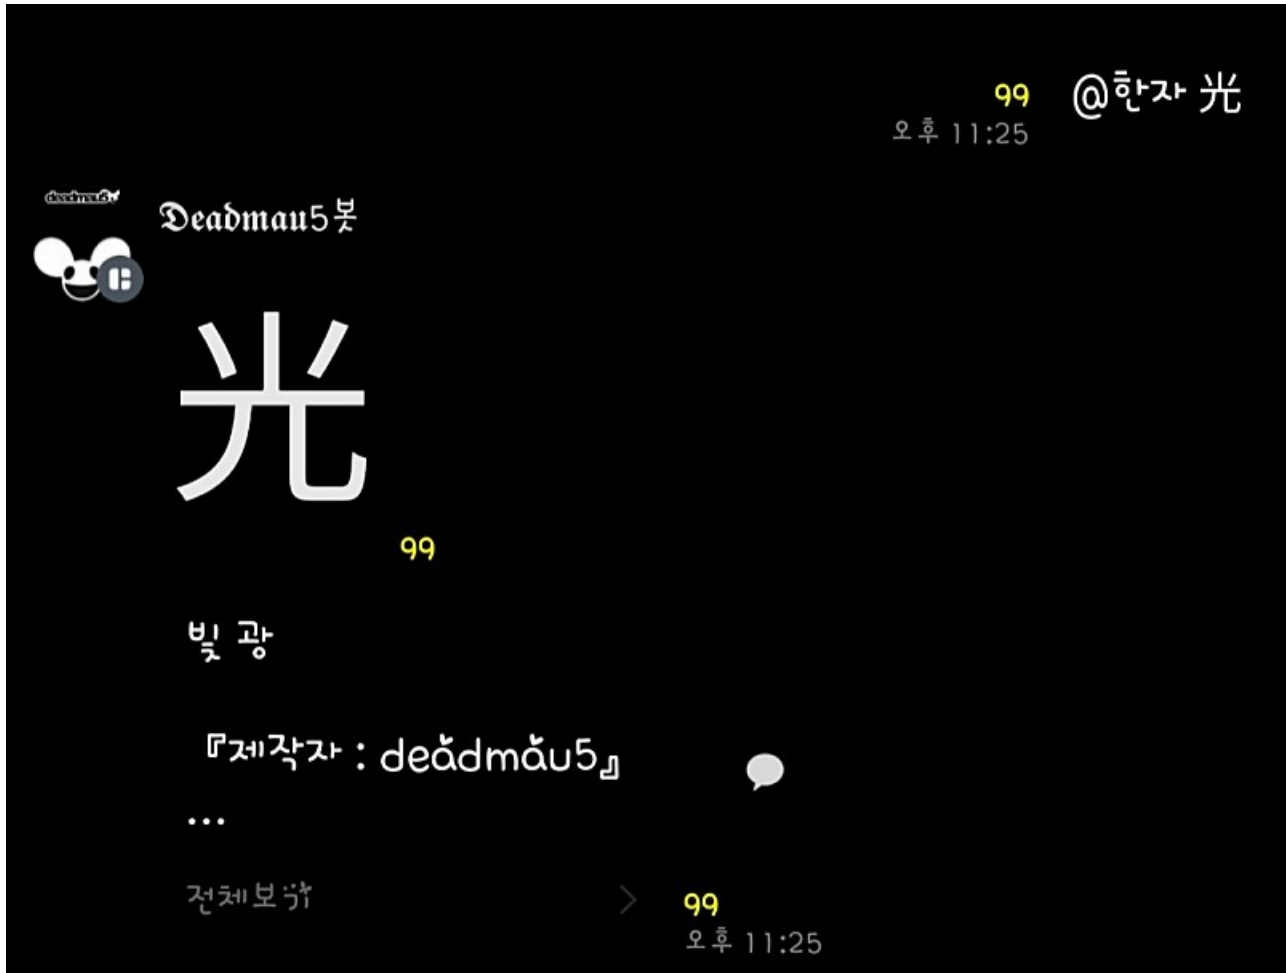 99 @한자 光
오후 11:25
deadmau5
𝕯𝖊𝖆𝖉𝖒𝖆𝖚5봇
光
99
빛 광
『제작자 : deădmău5』
...
전체보기
99
오후 11:25